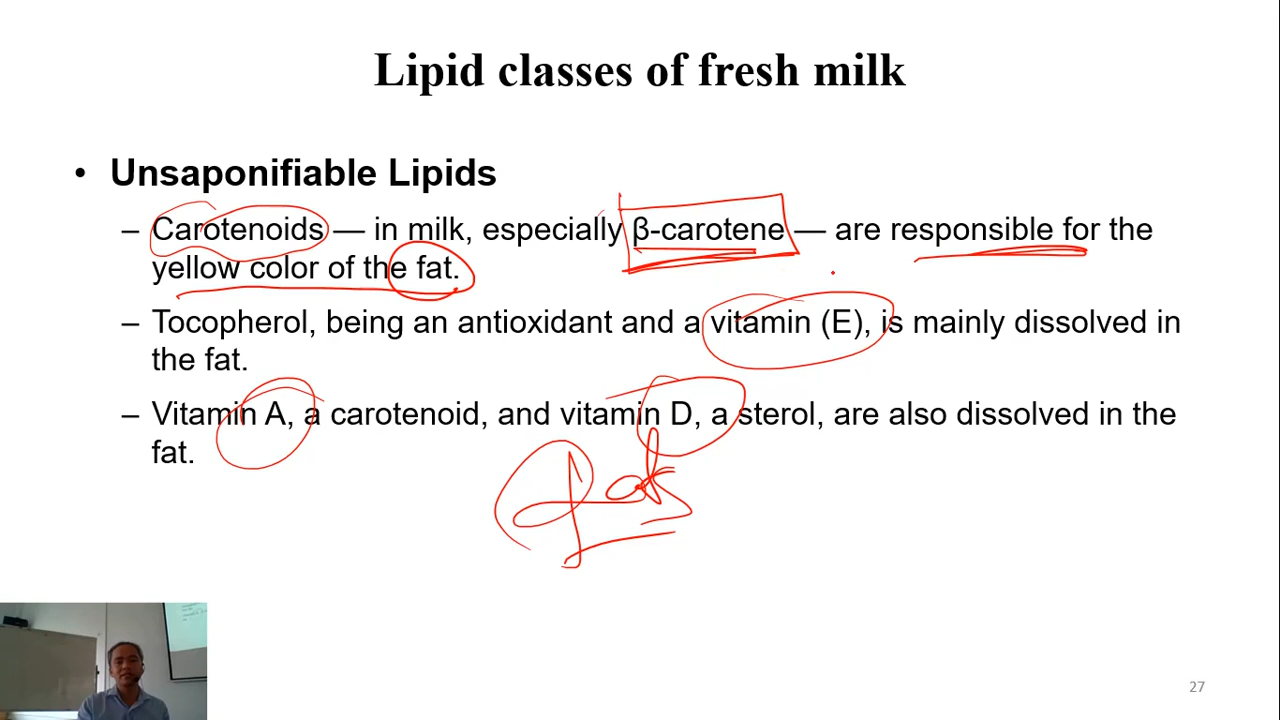 Lipid classes of fresh milk
• Unsaponifiable Lipids
– Carotenoids — in milk, especially β-carotene — are responsible for the
yellow color of the fat.
– Tocopherol, being an antioxidant and a vitamin (E), is mainly dissolved in
the fat.
– Vitamin A, a carotenoid, and vitamin D, a sterol, are also dissolved in the
fat.
fat
27